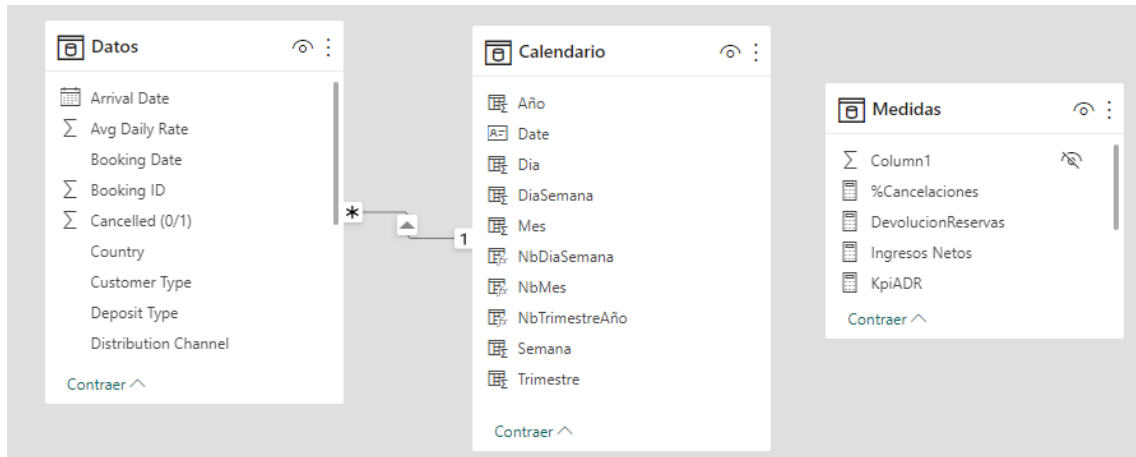 Datos
Arrival Date
Avg Daily Rate
Booking Date
Booking ID
Cancelled (0/1)
Country
Customer Type
Deposit Type
Distribution Channel
Contraer
*
1
Calendario
Año
Date
Dia
DiaSemana
Mes
NbDiaSemana
NbMes
NbTrimestreAño
Semana
Trimestre
Contraer
Medidas
Column1
%Cancelaciones
DevolucionReservas
Ingresos Netos
KpiADR
Contraer